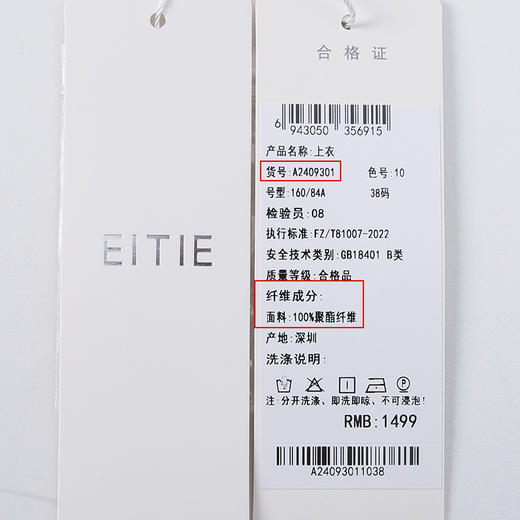 EITIE
合格证
6 943050 356915
产品名称:上衣
货号:A2409301 色号:10
号型:160/84A 38码
检验员:08
执行标准:FZ/T81007-2022
安全技术类别:GB18401 B类
质量等级:合格品
纤维成分:
面料:100%聚酯纤维
产地:深圳
洗涤说明:
注:分开洗涤、即洗即晾、不可浸泡!
RMB:1499
A24093011038